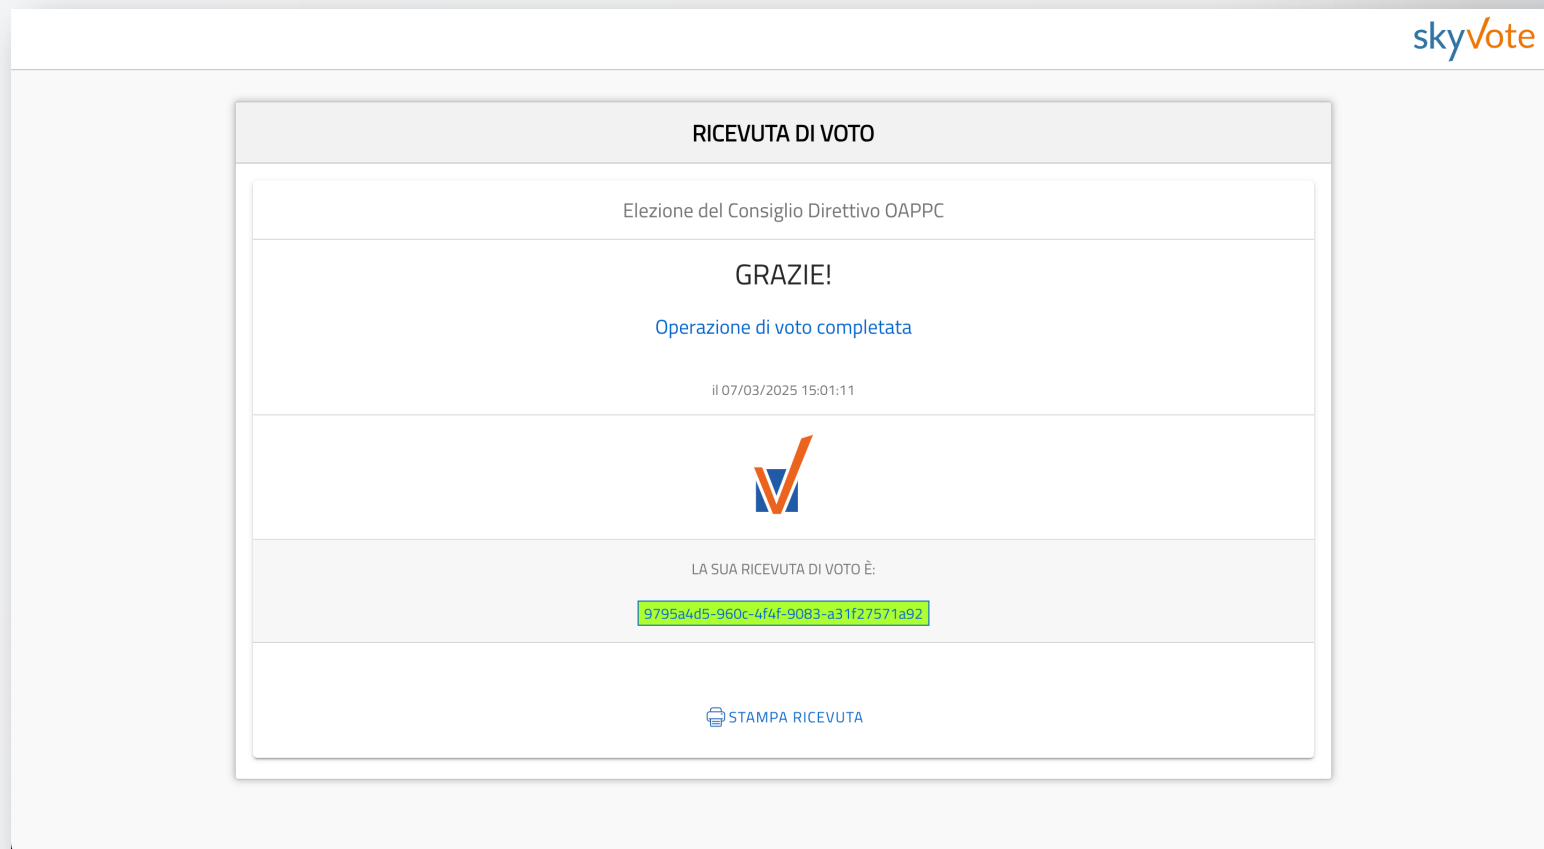 skyvote
RICEVUTA DI VOTO
Elezione del Consiglio Direttivo OAPPC
GRAZIE!
Operazione di voto completata
il 07/03/2025 15:01:11
LA SUA RICEVUTA DI VOTO È:
9795a4d5-960c-4f4f-9083-a31f27571a92
STAMPA RICEVUTA